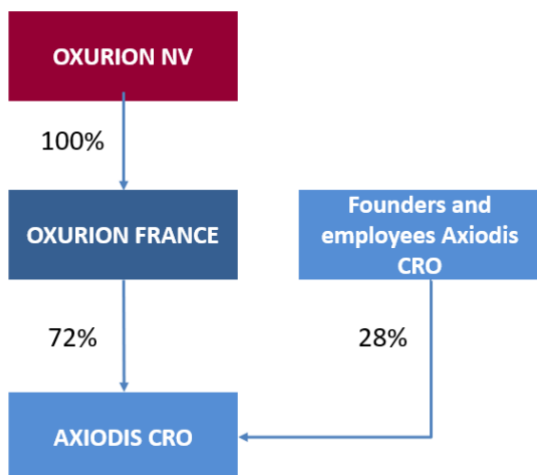 OXURION NV
100%
OXURION FRANCE
Founders and
employees Axiodis
CRO
72%
28%
AXIODIS CRO